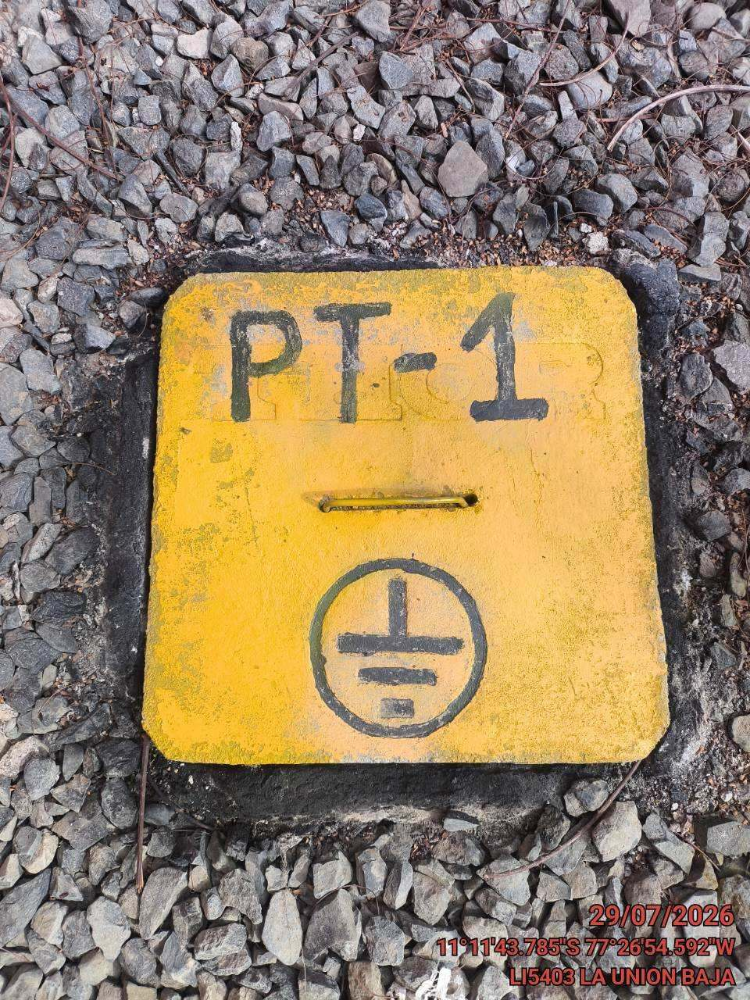 PT-1
29/07/2026
11°11'43.785"S 77°26'54.592"W
LI5403 LA UNION BAJA